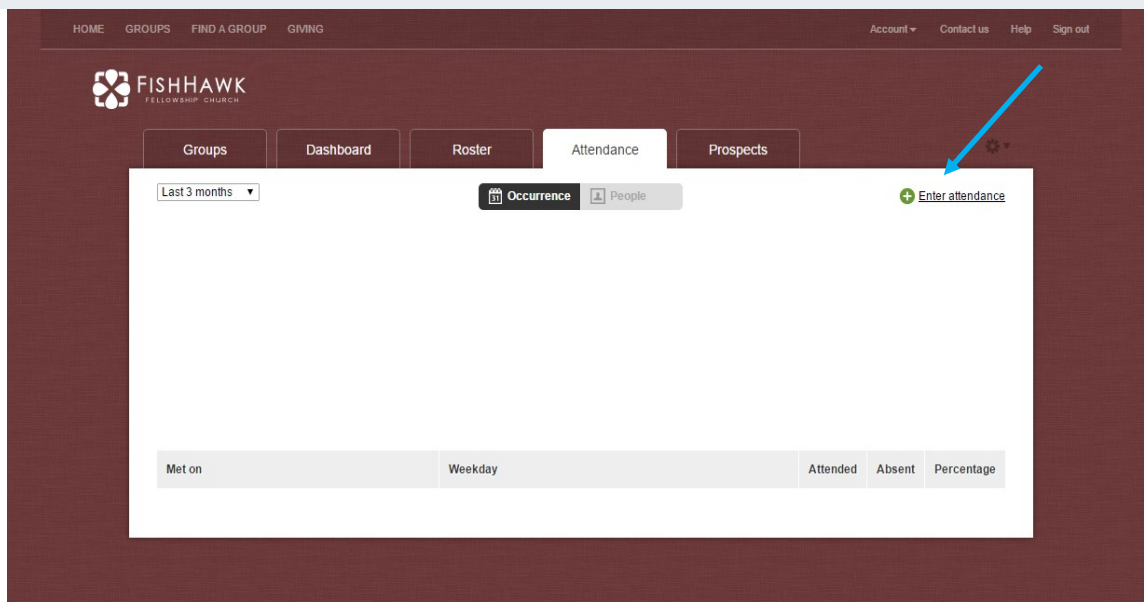 HOME GROUPS FIND A GROUP GIVING Account Contact us Help Sign out
FISHHAWK
FELLOWSHIP CHURCH
Groups Dashboard Roster Attendance Prospects
Last 3 months 31 Occurrence People Enter attendance
Met on Weekday Attended Absent Percentage